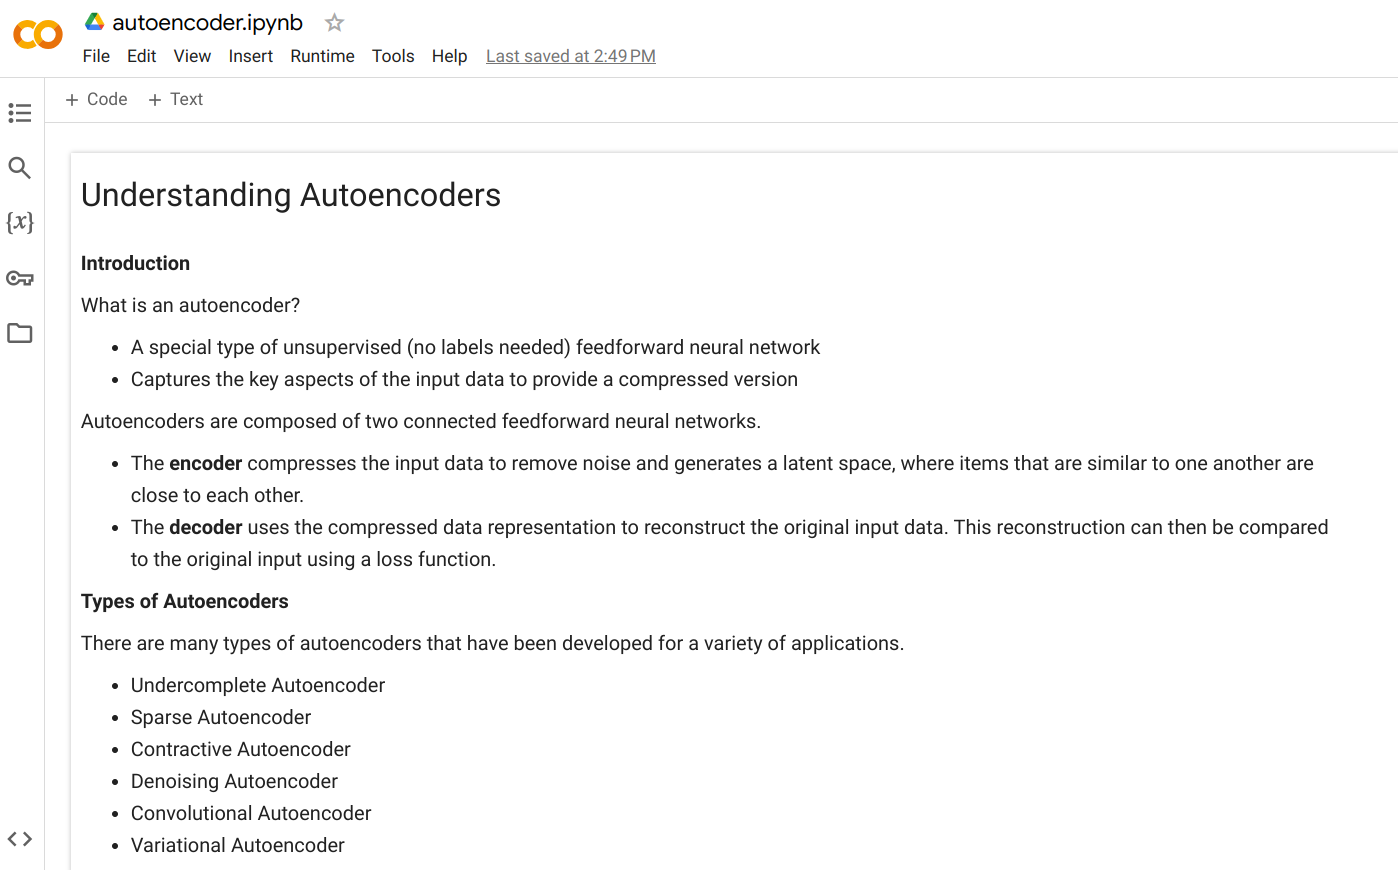 autoencoder.ipynb
File Edit View Insert Runtime Tools Help Last saved at 2:49 PM
+ Code + Text
{x}
Understanding Autoencoders
Introduction
What is an autoencoder?
• A special type of unsupervised (no labels needed) feedforward neural network
• Captures the key aspects of the input data to provide a compressed version
Autoencoders are composed of two connected feedforward neural networks.
• The encoder compresses the input data to remove noise and generates a latent space, where items that are similar to one another are
close to each other.
• The decoder uses the compressed data representation to reconstruct the original input data. This reconstruction can then be compared
to the original input using a loss function.
Types of Autoencoders
There are many types of autoencoders that have been developed for a variety of applications.
• Undercomplete Autoencoder
• Sparse Autoencoder
• Contractive Autoencoder
• Denoising Autoencoder
• Convolutional Autoencoder
• Variational Autoencoder